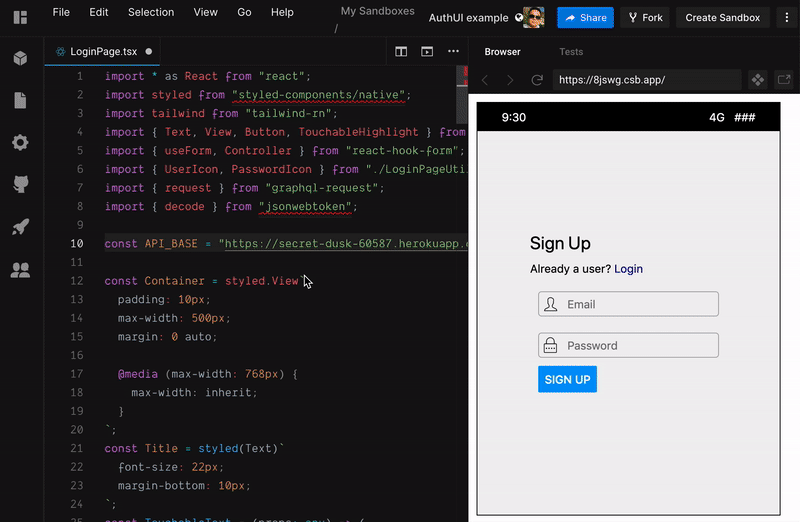 File Edit Selection View Go Help
My Sandboxes
/
AuthUI example
Share
Fork
Create Sandbox
LoginPage.tsx
Browser
Tests
https://8jswg.csb.app/
1 import * as React from "react";
2 import styled from "styled-components/native";
3 import tailwind from "tailwind-rn";
4 import { Text, View, Button, TouchableHighlight } from
5 import { useForm, Controller } from "react-hook-form";
6 import { UserIcon, PasswordIcon } from "./LoginPageUti
7 import { request } from "graphql-request";
8 import { decode } from "jsonwebtoken";
9
10 const API_BASE = "https://secret-dusk-60587.herokuapp.c
11
12 const Container = styled.View`
13 padding: 10px;
14 max-width: 500px;
15 margin: 0 auto;
16
17 @media (max-width: 768px) {
18 max-width: inherit;
19 }
20 `;
21 const Title = styled(Text)`
22 font-size: 22px;
23 margin-bottom: 10px;
24 `;
9:30
4G ###
Sign Up
Already a user? Login
Email
Password
SIGN UP